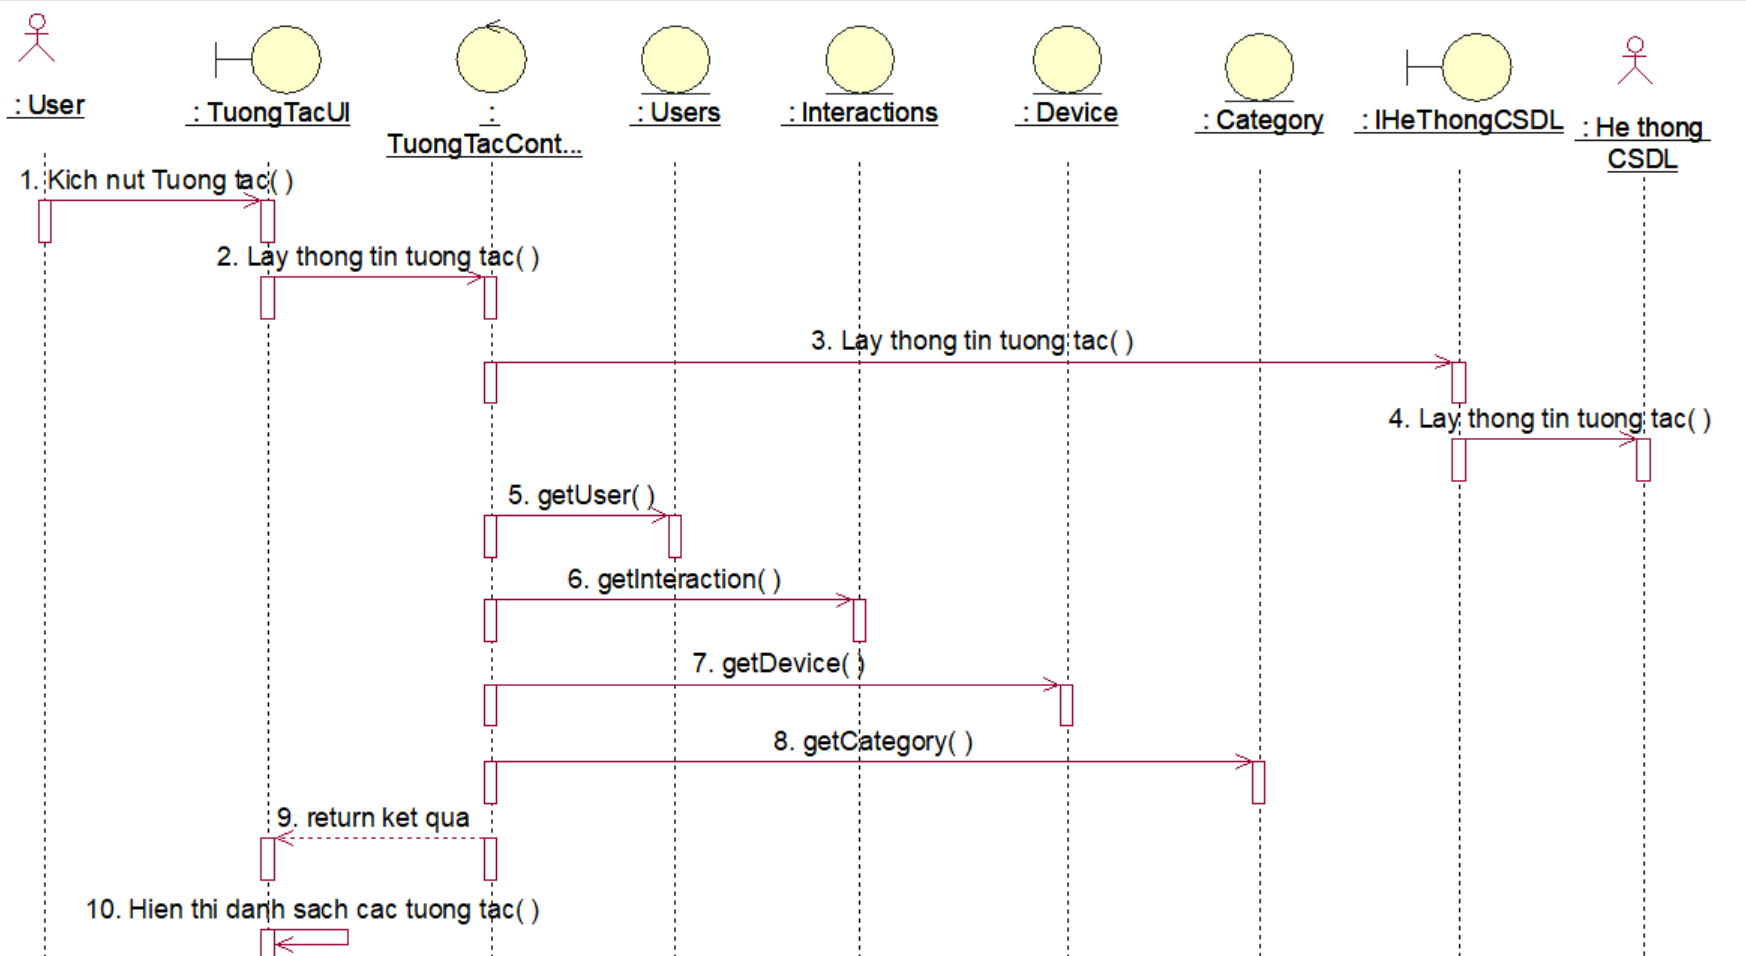 : User
: TuongTacUI
:
TuongTacCont...
: Users
: Interactions
: Device
: Category
: IHeThongCSDL
: He thong
CSDL
1. Kich nut Tuong tac( )
2. Lay thong tin tuong tac( )
3. Lay thong tin tuong tac( )
4. Lay thong tin tuong tac( )
5. getUser( )
6. getInteraction( )
7. getDevice( )
8. getCategory( )
9. return ket qua
10. Hien thi danh sach cac tuong tac( )